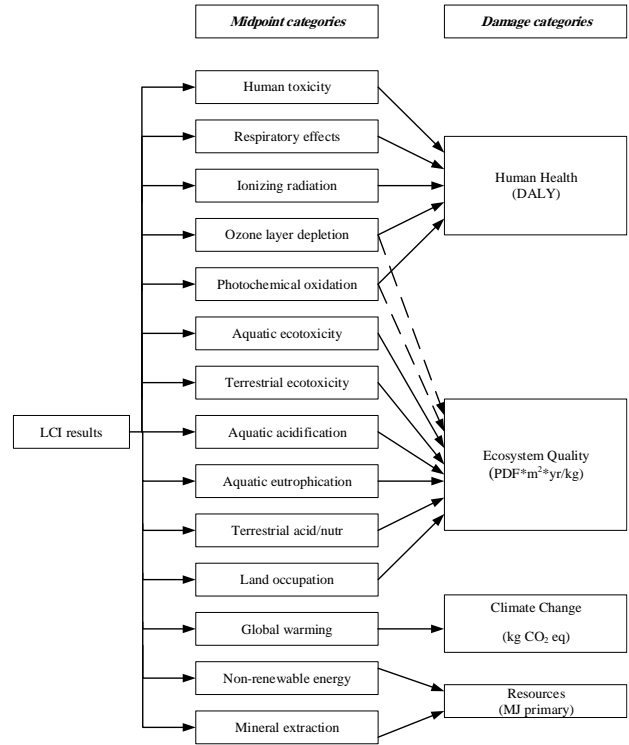 Midpoint categories
Damage categories
Human toxicity
Respiratory effects
Ionizing radiation
Ozone layer depletion
Photochemical oxidation
Aquatic ecotoxicity
Terrestrial ecotoxicity
LCI results
Aquatic acidification
Aquatic eutrophication
Terrestrial acid/nutr
Land occupation
Global warming
Non-renewable energy
Mineral extraction
Human Health
(DALY)
Ecosystem Quality
(PDF*m²*yr/kg)
Climate Change
(kg CO₂ eq)
Resources
(MJ primary)